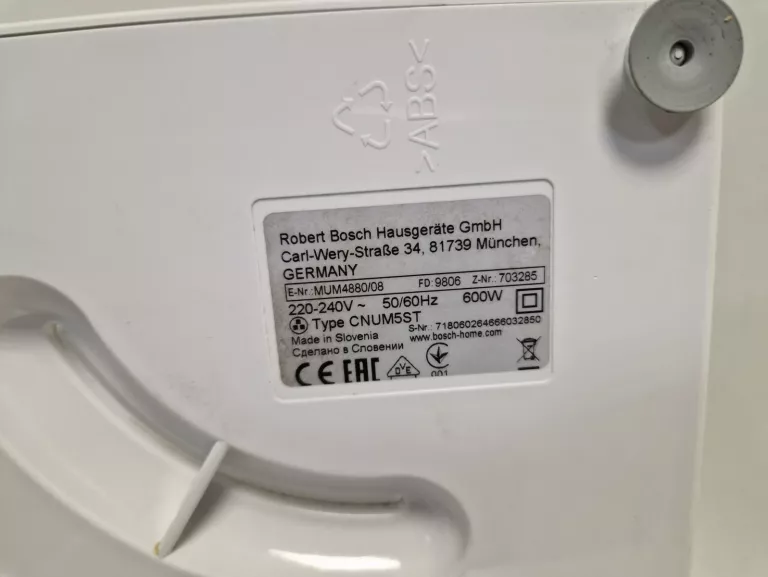 >ABS<
Robert Bosch Hausgeräte GmbH
Carl-Wery-Straße 34, 81739 München,
GERMANY
E-Nr.: MUM4880/08 FD: 9806 Z-Nr.: 703285
220-240V ~ 50/60Hz 600W
Type CNUM5ST S-Nr.: 718060264666032850
Made in Slovenia www.bosch-home.com
Сделано в Словении
CE EAC DVE 001